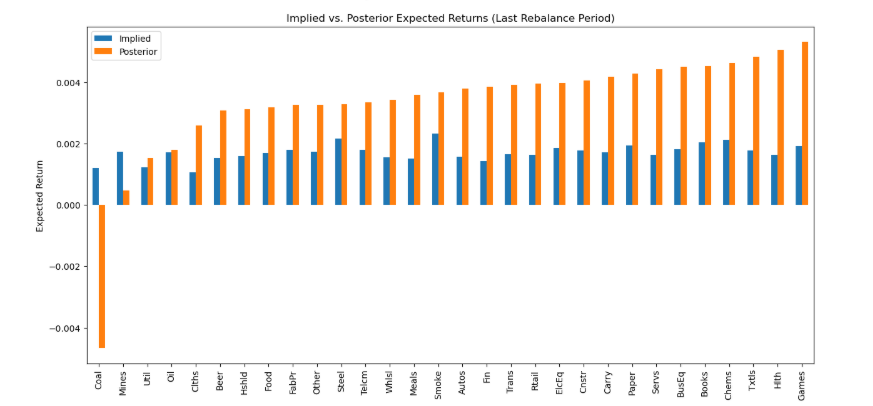 Implied vs. Posterior Expected Returns (Last Rebalance Period)
Implied
Posterior
Expected Return
0.004
0.002
0.000
−0.002
−0.004
Coal
Mines
Util
Oil
Clths
Beer
Hshld
Food
FabPr
Other
Steel
Telcm
Whlsl
Meals
Smoke
Autos
Fin
Trans
Rtail
ElcEq
Cnstr
Carry
Paper
Servs
BusEq
Books
Chems
Txtls
Hlth
Games